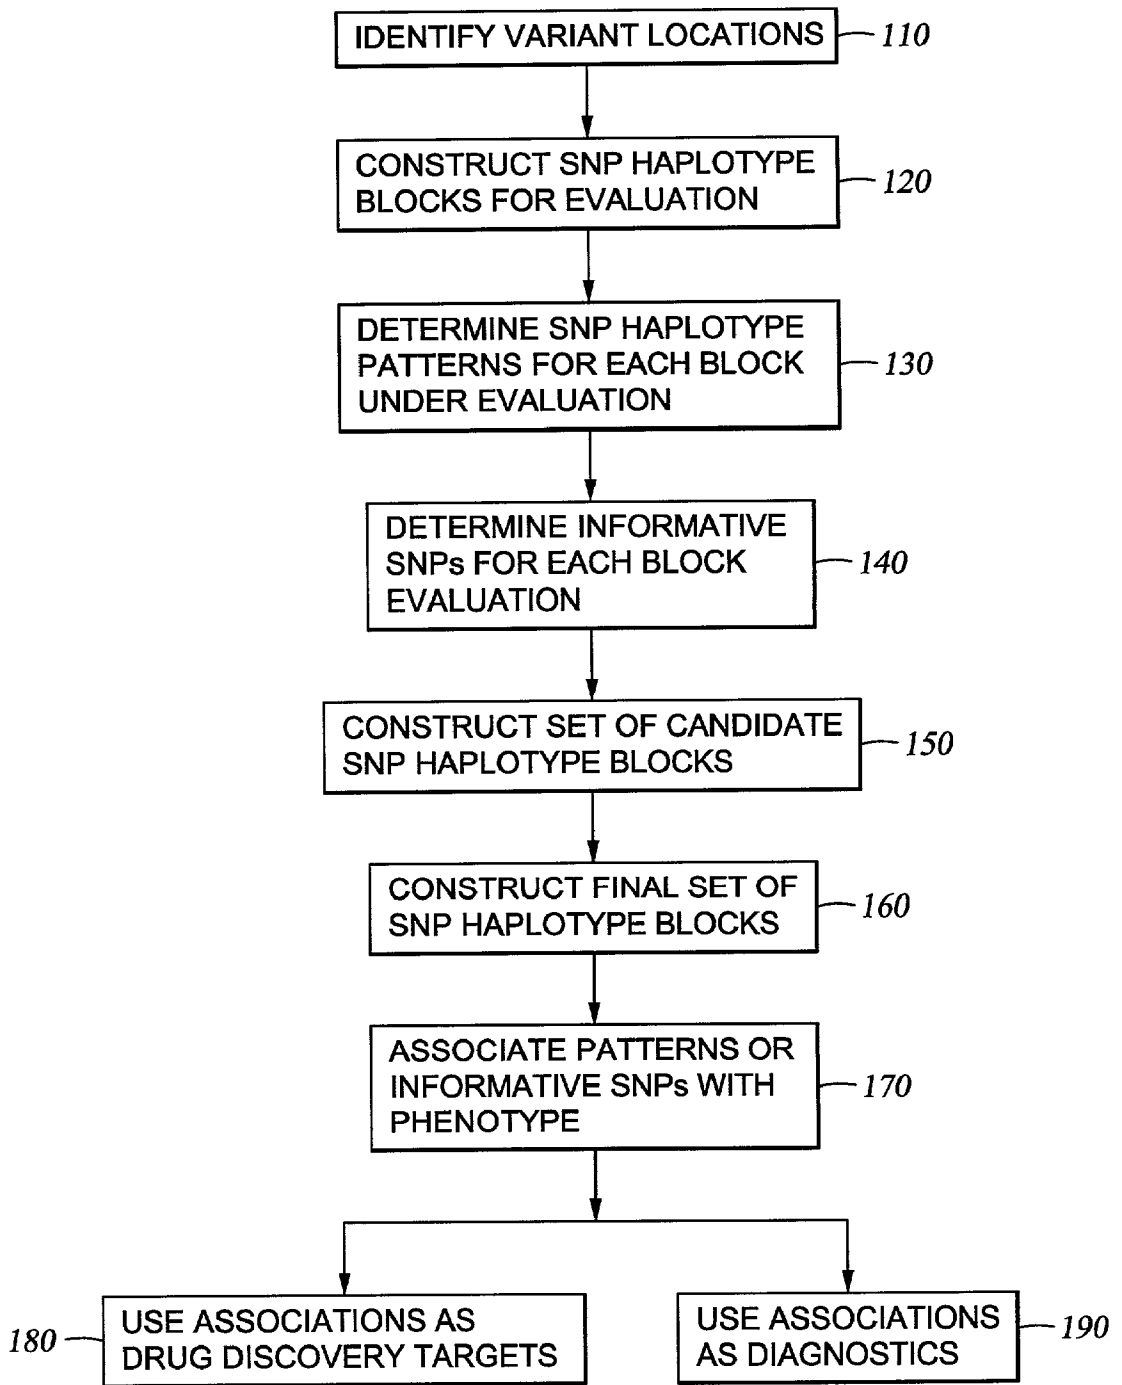 IDENTIFY VARIANT LOCATIONS
110
CONSTRUCT SNP HAPLOTYPE
BLOCKS FOR EVALUATION
120
DETERMINE SNP HAPLOTYPE
PATTERNS FOR EACH BLOCK
UNDER EVALUATION
130
DETERMINE INFORMATIVE
SNPs FOR EACH BLOCK
EVALUATION
140
CONSTRUCT SET OF CANDIDATE
SNP HAPLOTYPE BLOCKS
150
CONSTRUCT FINAL SET OF
SNP HAPLOTYPE BLOCKS
160
ASSOCIATE PATTERNS OR
INFORMATIVE SNPs WITH
PHENOTYPE
170
180
USE ASSOCIATIONS AS
DRUG DISCOVERY TARGETS
USE ASSOCIATIONS
AS DIAGNOSTICS
190